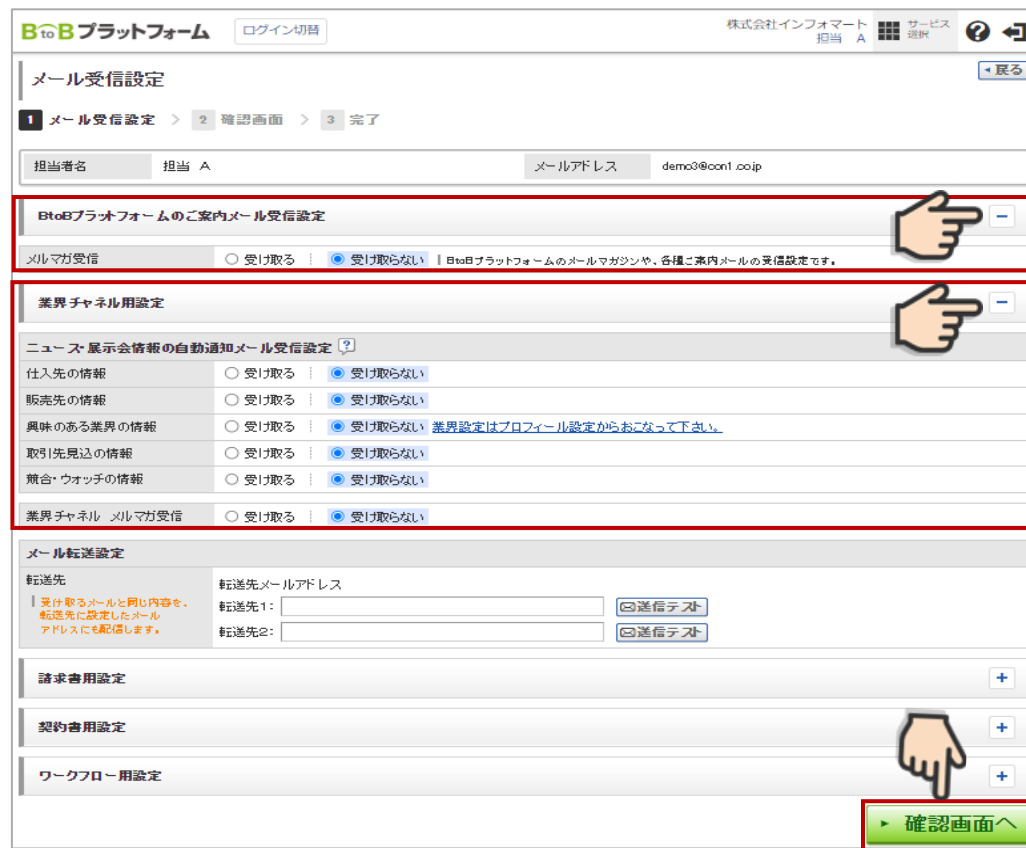 BtoBプラットフォーム ログイン切替 株式会社インフォマート サービス
担当 A 選択
メール受信設定 戻る
1 メール受信設定 > 2 確認画面 > 3 完了
担当者名 担当 A メールアドレス demo3@con1.co.jp
BtoBプラットフォームのご案内メール受信設定
メルマガ受信 受け取る 受け取らない BtoBプラットフォームのメールマガジンや、各種ご案内メールの受信設定です。
業界チャネル用設定
ニュース・展示会情報の自動通知メール受信設定 ?
仕入先の情報 受け取る 受け取らない
販売先の情報 受け取る 受け取らない
興味のある業界の情報 受け取る 受け取らない 業界設定はプロフィール設定からおこなって下さい。
取引先見込の情報 受け取る 受け取らない
競合・ウォッチの情報 受け取る 受け取らない
業界チャネル メルマガ受信 受け取る 受け取らない
メール転送設定
転送先 転送先メールアドレス
受け取るメールと同じ内容を、
転送先に設定したメール
アドレスにも配信します。
転送先1: 送信テスト
転送先2: 送信テスト
請求書用設定
契約書用設定
ワークフロー用設定
確認画面へ